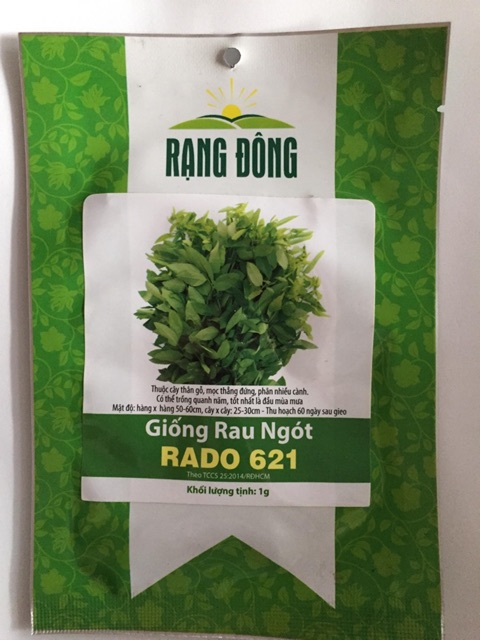 RẠNG ĐÔNG
Thuộc cây thân gỗ, mọc thẳng đứng, phân nhiều cành.
Có thể trồng quanh năm, tốt nhất là đầu mùa mưa
Mật độ: hàng x hàng 50-60cm, cây x cây: 25-30cm - Thu hoạch 60 ngày sau gieo
Giống Rau Ngót
RADO 621
Theo TCCS 25:2014/RĐHCM
Khối lượng tịnh: 1g